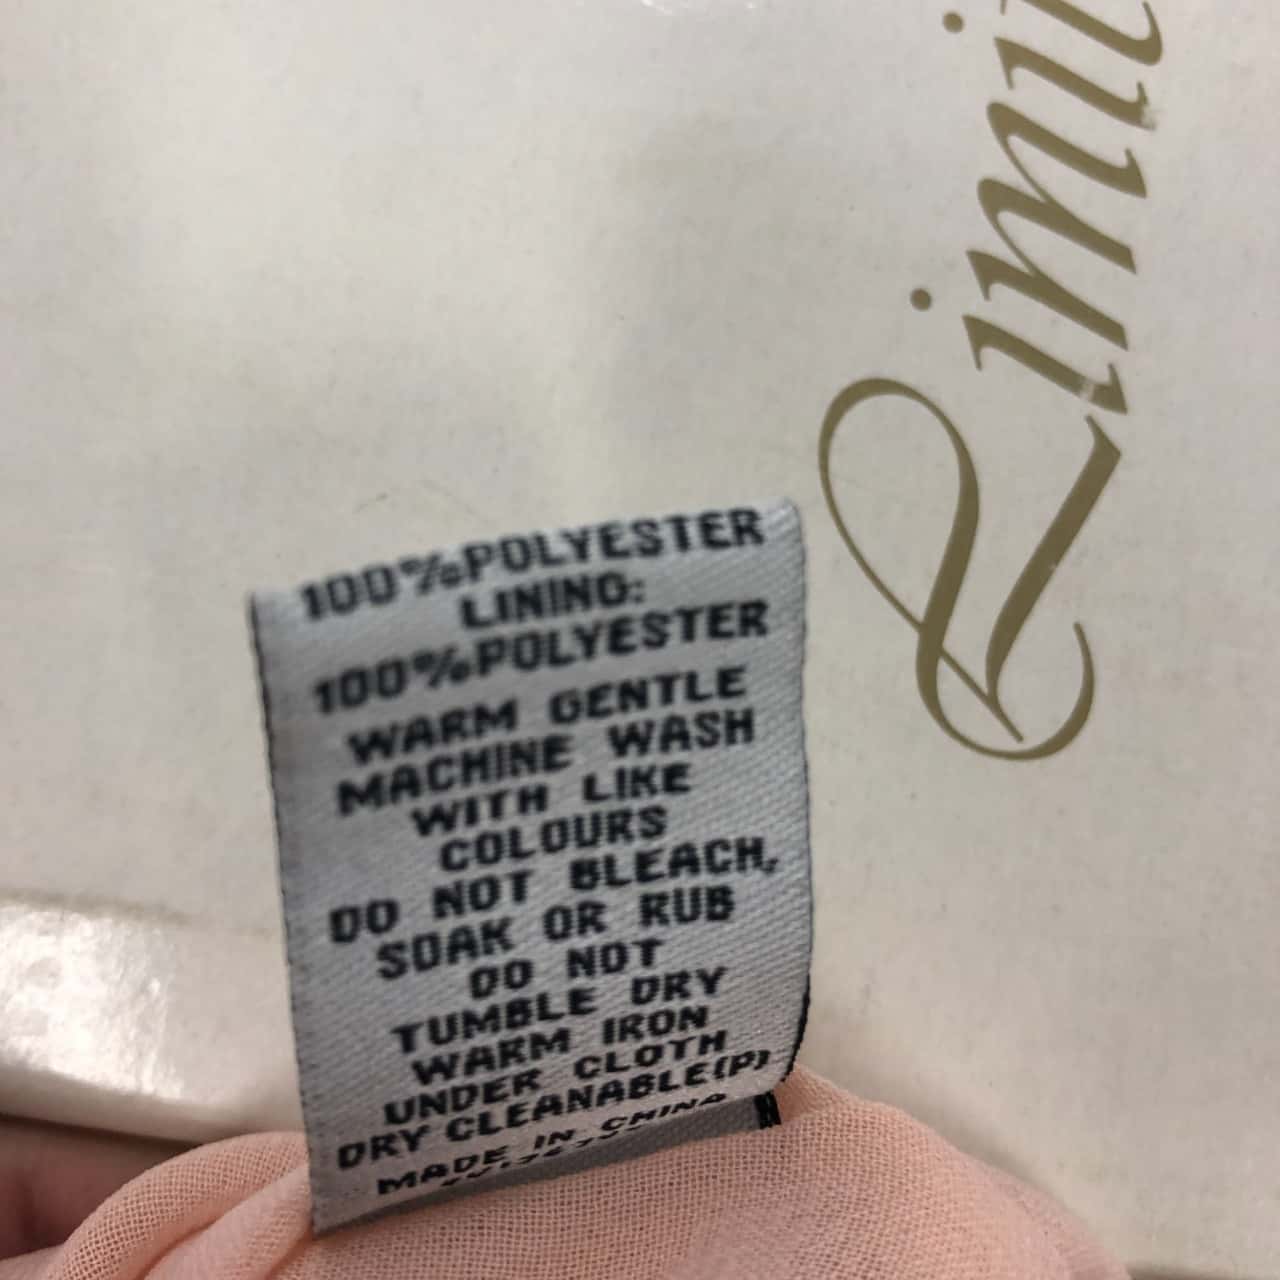 100%POLYESTER
LINING:
100%POLYESTER
WARM GENTLE
MACHINE WASH
WITH LIKE
COLOURS
DO NOT BLEACH,
SOAK OR RUB
DO NOT
TUMBLE DRY
WARM IRON
UNDER CLOTH
DRY CLEANABLE(P)
MADE IN CHINA
Limi